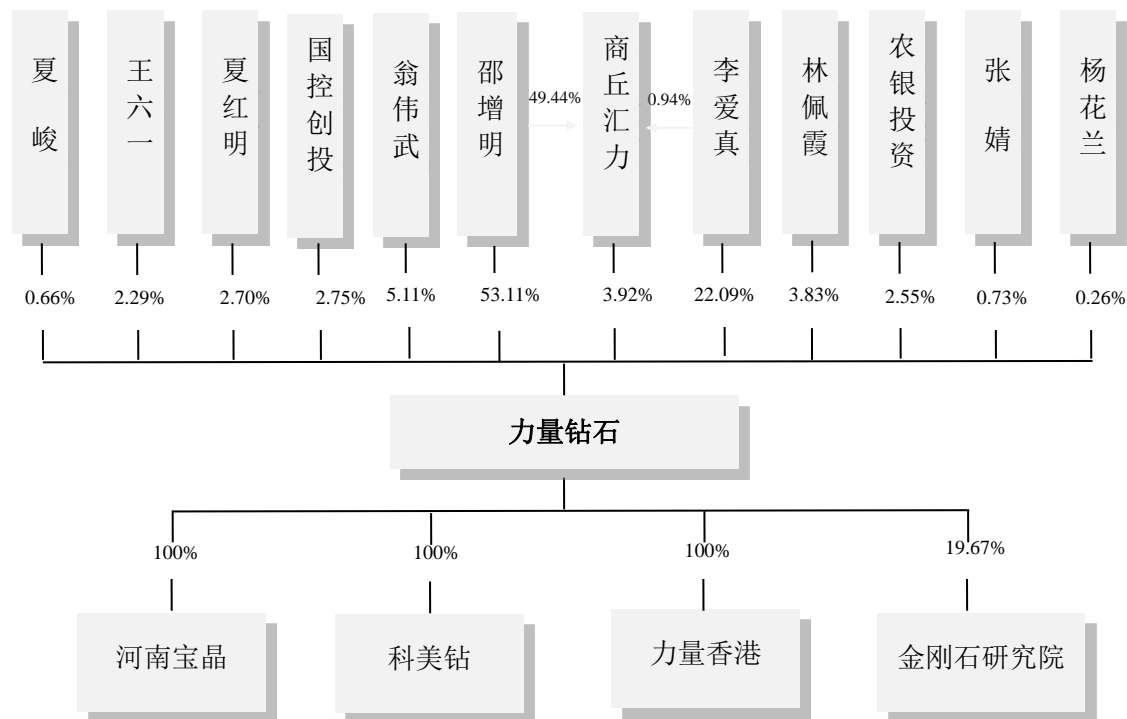 夏峻
王六一
夏红明
国控创投
翁伟武
邵增明
49.44%
商丘汇力
0.94%
李爱真
林佩霞
农银投资
张婧
杨花兰
0.66%
2.29%
2.70%
2.75%
5.11%
53.11%
3.92%
22.09%
3.83%
2.55%
0.73%
0.26%
力量钻石
100%
100%
100%
19.67%
河南宝晶
科美钻
力量香港
金刚石研究院